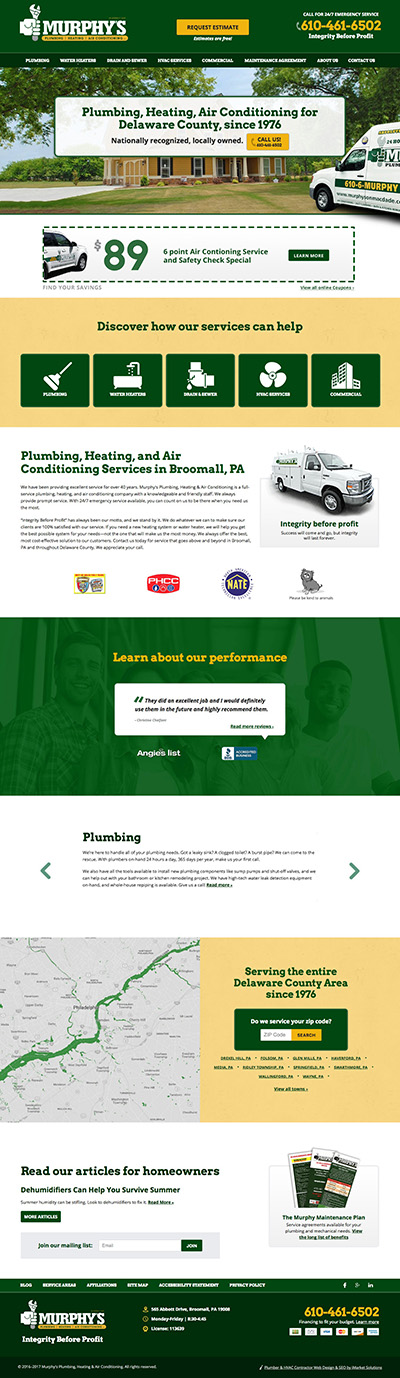 MURPHY'S
PLUMBING | HEATING | AIR CONDITIONING
REQUEST ESTIMATE
Estimates are free!
CALL FOR 24/7 EMERGENCY SERVICE
610-461-6502
Integrity Before Profit
PLUMBING WATER HEATERS DRAIN AND SEWER HVAC SERVICES COMMERCIAL MAINTENANCE AGREEMENT ABOUT US CONTACT US
Plumbing, Heating, Air Conditioning for
Delaware County, since 1976
Nationally recognized, locally owned.
CALL US!
610-461-6502
610-6-MURPHY
murphysonmacdade.com
$89
6 point Air Contioning Service
and Safety Check Special
LEARN MORE
FIND YOUR SAVINGS
View all online Coupons ›
Discover how our services can help
PLUMBING
WATER HEATERS
DRAIN & SEWER
HVAC SERVICES
COMMERCIAL
Plumbing, Heating, and Air
Conditioning Services in Broomall, PA
We have been providing excellent service for over 40 years. Murphy's Plumbing, Heating & Air Conditioning is a full-
service plumbing, heating, and air conditioning company with a knowledgeable and friendly staff. We always
provide prompt service. With 24/7 emergency service available, you can count on us to be there when you need us
the most.
"Integrity Before Profit" has always been our motto, and we stand by it. We do whatever we can to make sure our
clients are 100% satisfied with our service. If you need a new heating system or water heater, we will help you get
the best possible system for your needs—not the one that will make us the most money. We always offer the best,
most cost-effective solution to our customers. Contact us today for service that goes above and beyond in Broomall,
PA and throughout Delaware County. We appreciate your call.
MURPHY'S
Integrity before profit
Success will come and go, but integrity
will last forever.
PHCC
NATE
Please be kind to animals
Learn about our performance
They did an excellent job and I would definitely
use them in the future and highly recommend them.
- Christine Choflven
Read more reviews ›
Angie's list
BBB
ACCREDITED
BUSINESS
Plumbing
We're here to handle all of your plumbing needs. Got a leaky sink? A clogged toilet? A burst pipe? We can come to the
rescue. With plumbers on-hand 24 hours a day, 365 days per year, make us your first call.
We also have all the tools available to install new plumbing components like sump pumps and shut-off valves, and we
can help out with your bathroom or kitchen remodeling project. We have high-tech water leak detection equipment
on-hand, and whole-house repiping is available. Give us a call! Read more »
Philadelphia
Serving the entire
Delaware County Area
since 1976
Do we service your zip code?
ZIP Code
SEARCH
DREXEL HILL, PA • FOLSOM, PA • GLEN MILLS, PA • HAVERFORD, PA •
MEDIA, PA • RIDLEY TOWNSHIP, PA • SPRINGFIELD, PA • SWARTHMORE, PA •
WALLINGFORD, PA • WAYNE, PA •
View all towns ›
Read our articles for homeowners
Dehumidifiers Can Help You Survive Summer
Summer humidity can be stifling. Look to dehumidifiers to fix it. Read More »
MORE ARTICLES
Join our mailing list:
Email
JOIN
The Murphy Maintenance Plan
Service agreements available for your
plumbing and mechanical needs. View
the long list of benefits
BLOG SERVICE AREAS AFFILIATIONS SITE MAP ACCESSIBILITY STATEMENT PRIVACY POLICY
MURPHY'S
PLUMBING | HEATING | AIR CONDITIONING
Integrity Before Profit
565 Abbott Drive, Broomall, PA 19008
Monday-Friday | 8:30-4:45
License: 113639
610-461-6502
Financing to fit your budget. Learn more
© 2016-2017 Murphy's Plumbing, Heating & Air Conditioning. All rights reserved.
Plumber & HVAC Contractor Web Design & SEO by iMarket Solutions